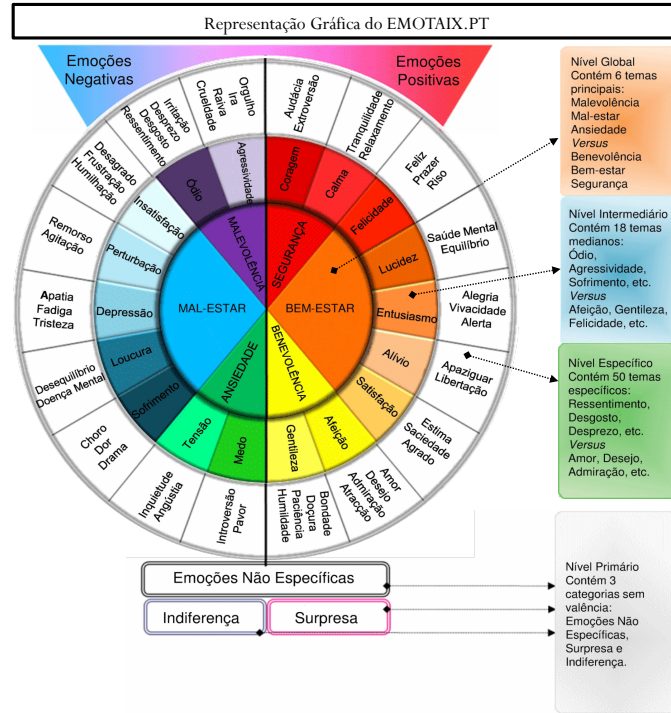 Representação Gráfica do EMOTAIX.PT
Emoções
Negativas
Emoções
Positivas
Crueldade
Raiva
Ira
Orgulho
Audácia
Extroversão
Ressentimento
Desgosto
Desprezo
Irritação
Tranquilidade
Relaxamento
Humilhação
Frustração
Desagrado
Feliz
Prazer
Riso
Remorso
Agitação
Saúde Mental
Equilíbrio
Apatia
Fadiga
Tristeza
Alegria
Vivacidade
Alerta
Desequilíbrio
Doença Mental
Apaziguar
Libertação
Choro
Dor
Drama
Estima
Saciedade
Agrado
Inquietude
Angústia
Introversão
Pavor
Humildade
Paciência
Doçura
Bondade
Atracção
Admiração
Desejo
Amor
Ódio
Agressividade
Coragem
Calma
Felicidade
Insatisfação
Perturbação
Depressão
Loucura
Sofrimento
Tensão
Medo
Gentileza
Afeição
Satisfação
Alívio
Entusiasmo
Lucidez
MALEVOLÊNCIA
SEGURANÇA
MAL-ESTAR
BEM-ESTAR
ANSIEDADE
BENEVOLÊNCIA
Emoções Não Específicas
Indiferença
Surpresa
Nível Global
Contém 6 temas
principais:
Malevolência
Mal-estar
Ansiedade
Versus
Benevolência
Bem-estar
Segurança
Nível Intermediário
Contém 18 temas
medianos:
Ódio,
Agressividade,
Sofrimento, etc.
Versus
Afeição, Gentileza,
Felicidade, etc.
Nível Específico
Contém 50 temas
específicos:
Ressentimento,
Desgosto,
Desprezo, etc.
Versus
Amor, Desejo,
Admiração, etc.
Nível Primário
Contém 3
categorias sem
valência:
Emoções Não
Específicas,
Surpresa e
Indiferença.